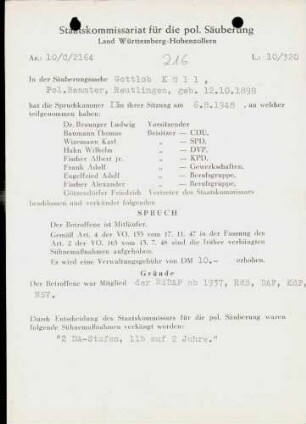 Staatskommissariat für die pol. Säuberung
Land Württemberg-Hohenzollern
Az.: 10/C/2164
L.: 10/320
216
In der Säuberungssache Gottlob K ü l l ,
Pol.Beamter, Reutlingen, geb. 12.10.1898
hat die Spruchkammer II in ihrer Sitzung am 6.8.1948 , an welcher
teilgenommen haben:
Dr. Beuanger Ludwig Vorsitzender
Baumann Thomas Beisitzer - CDU,
Wizemann Karl „ - SPD,
Hahn Wilhelm „ - DVP,
Fischer Albert jr. „ - KPD,
Frank Adolf „ - Gewerkschaften,
Engelfried Adolf „ - Berufsgruppe,
Fischer Alexander „ - Berufsgruppe,
Friedrich Vertreter des Staatskommissars
beschlossen und verkündet folgenden
SPRUCH
Der Betroffene ist Mitläufer.
Gemäß Art. 4 der VO. 133 vom 17. 11. 47 in der Fassung des
Art. 2 der VO. 165 vom 13. 7. 48 sind die früher verhängten
Sühnemaßnahmen aufgehoben.
Es wird eine Verwaltungsgebühr von DM 10.- erhoben.
Gründe
Der Betroffene war Mitglied der NSDAP ab 1937, RdB, DAF,
NSV.
Durch Entscheidung des Staatskommissars für die pol. Säuberung waren
folgende Sühnemaßnahmen verhängt worden:
"2 DA-Stufen, 11b auf 2 Jahre."